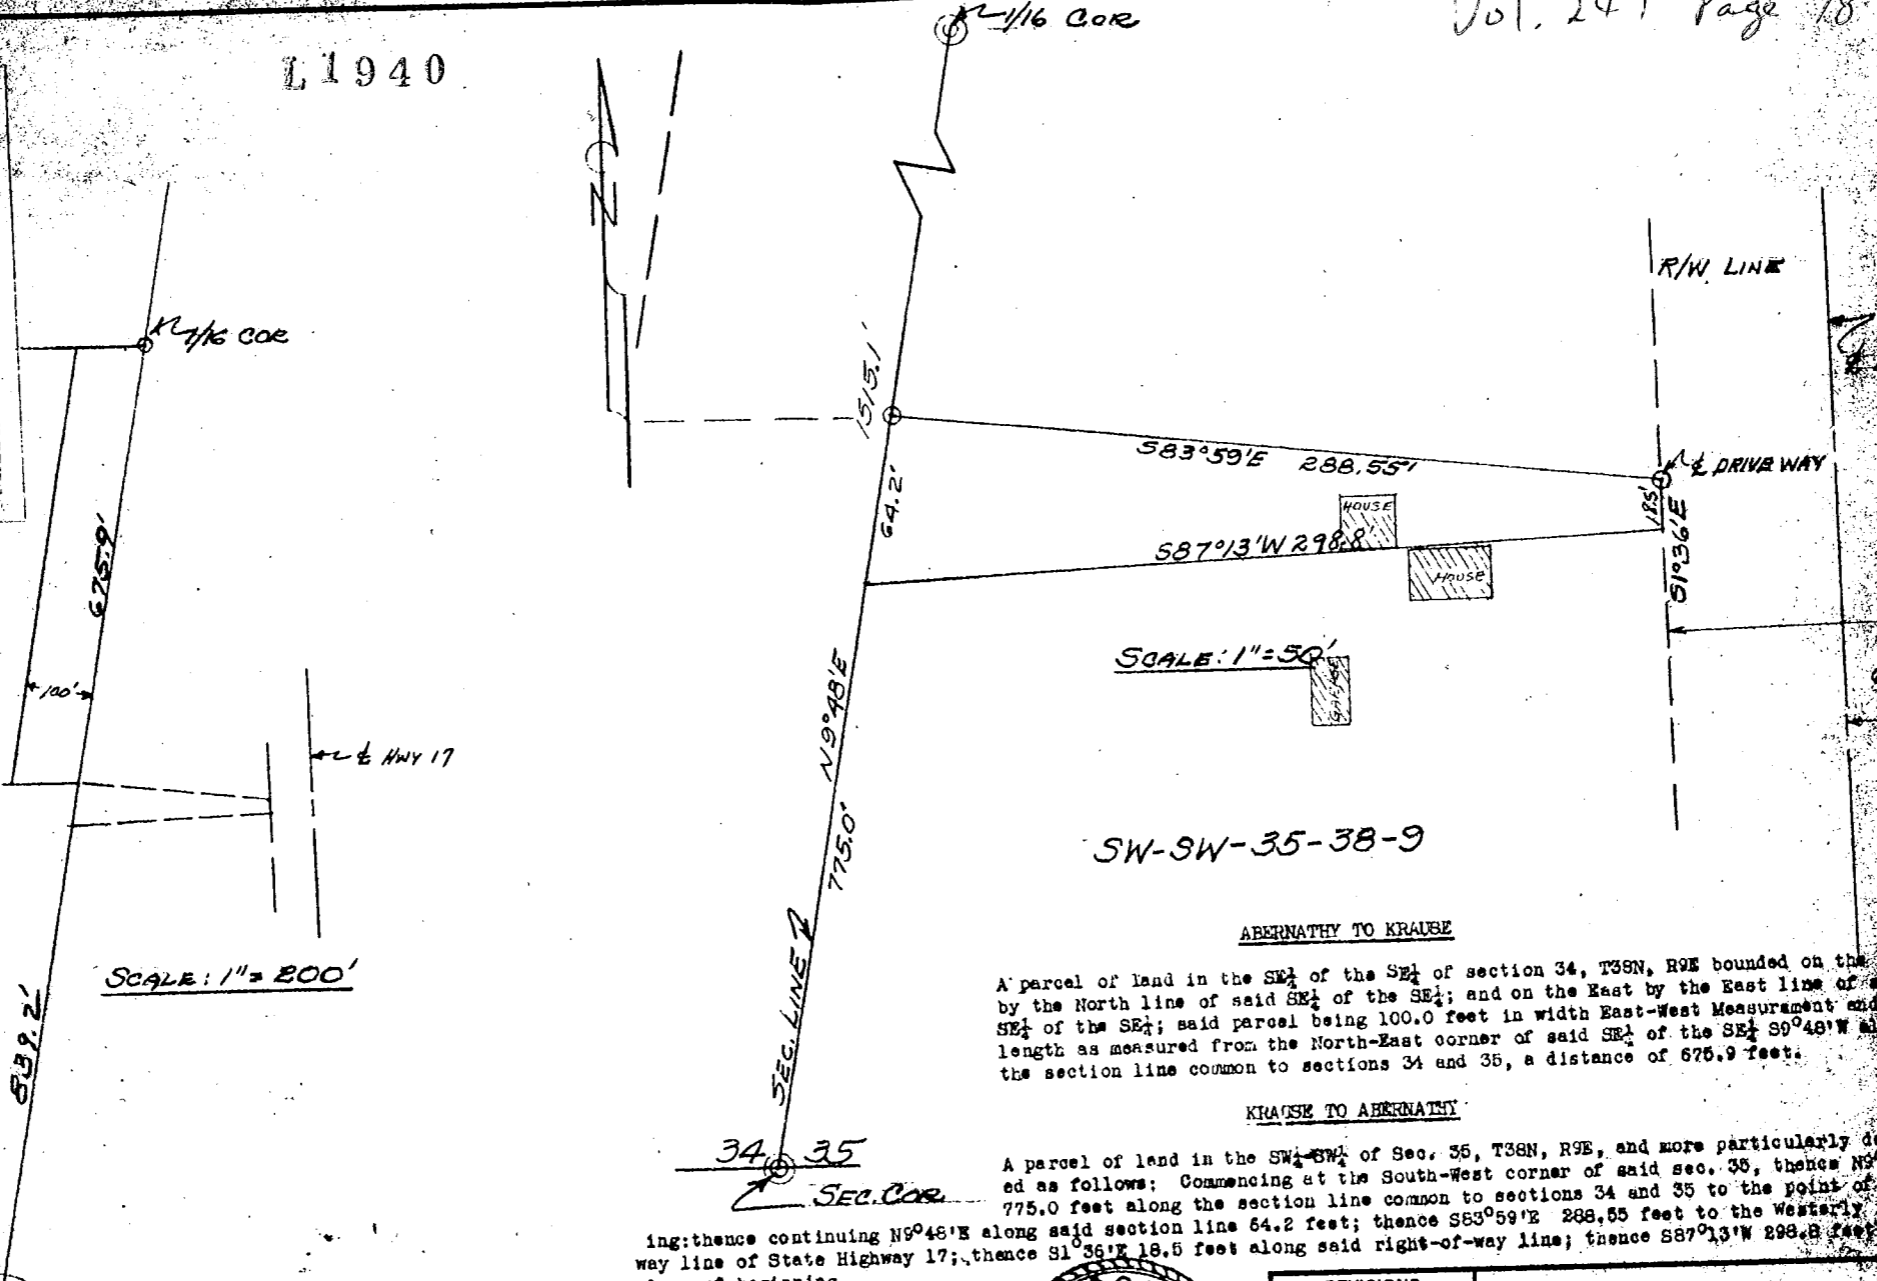 Vol. 241 Page 18
L1940
1/16 COR
1/16 COR
N
R/W LINE
1515.1'
S83°59'E 288.55'
℄ DRIVE WAY
64.2'
18.5'
S1°36'E
HOUSE
S87°13'W 298.8'
HOUSE
675.9'
SCALE: 1"=50'
GARAGE
100'
N9°48'E
℄ HWY 17
775.0'
SW-SW-35-38-9
SCALE: 1"=200'
839.2'
SEC. LINE
34 35
SEC. COR
ABERNATHY TO KRAUSE
A parcel of land in the SE¼ of the SE¼ of section 34, T38N, R9E bounded on the
by the North line of said SE¼ of the SE¼; and on the East by the East line of
SE¼ of the SE¼; said parcel being 100.0 feet in width East-West Measurement and
length as measured from the North-East corner of said SE¼ of the SE¼ S9°48'W
the section line common to sections 34 and 35, a distance of 675.9 feet.
KRAUSE TO ABERNATHY
A parcel of land in the SW¼-SW¼ of Sec. 35, T38N, R9E, and more particularly
ed as follows: Commencing at the South-West corner of said sec. 35, thence N9°
775.0 feet along the section line common to sections 34 and 35 to the point of
ing:thence continuing N9°48'E along said section line 64.2 feet; thence S83°59'E 288.55 feet to the Westerly
way line of State Highway 17; thence S1°36'E 18.5 feet along said right-of-way line; thence S87°13'W 298.8 feet
of beginning
REVISIONS